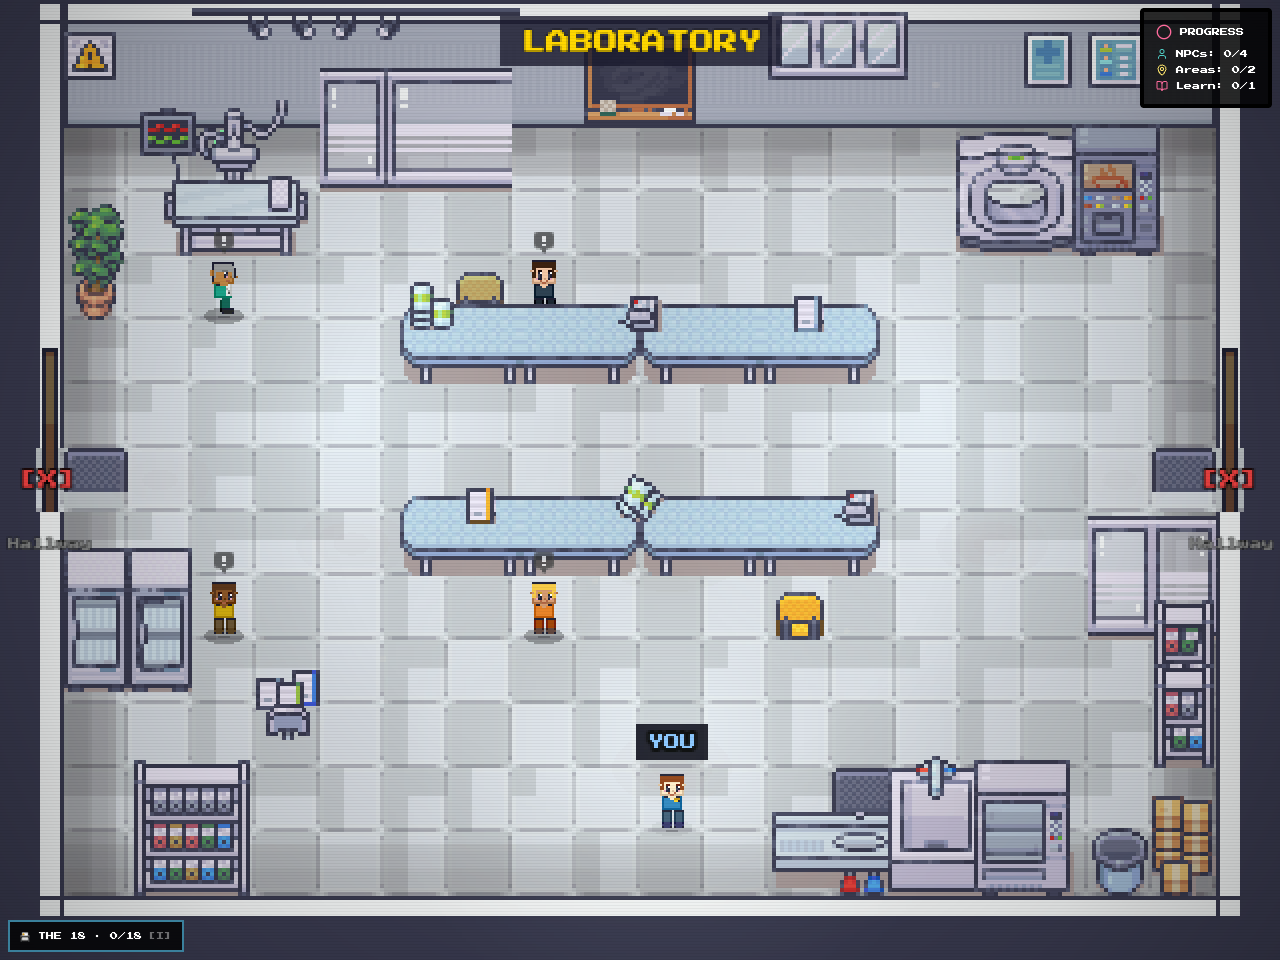 LABORATORY
PROGRESS
NPCs: 0/4
Areas: 0/2
Learn: 0/1
[X]
[X]
Hallway
Hallway
YOU
THE 18 · 0/18 [I]